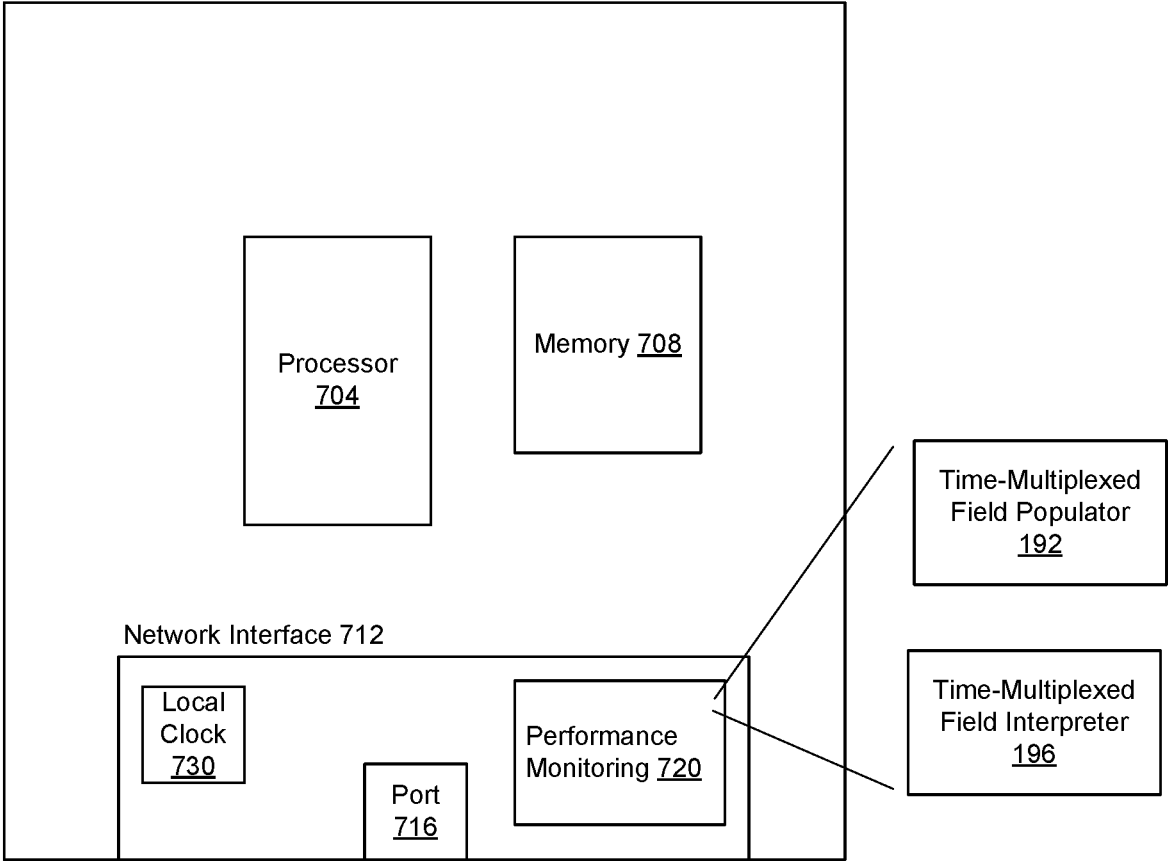 Processor
704
Memory 708
Time-Multiplexed
Field Populator
192
Network Interface 712
Local
Clock
730
Performance
Monitoring 720
Port
716
Time-Multiplexed
Field Interpreter
196